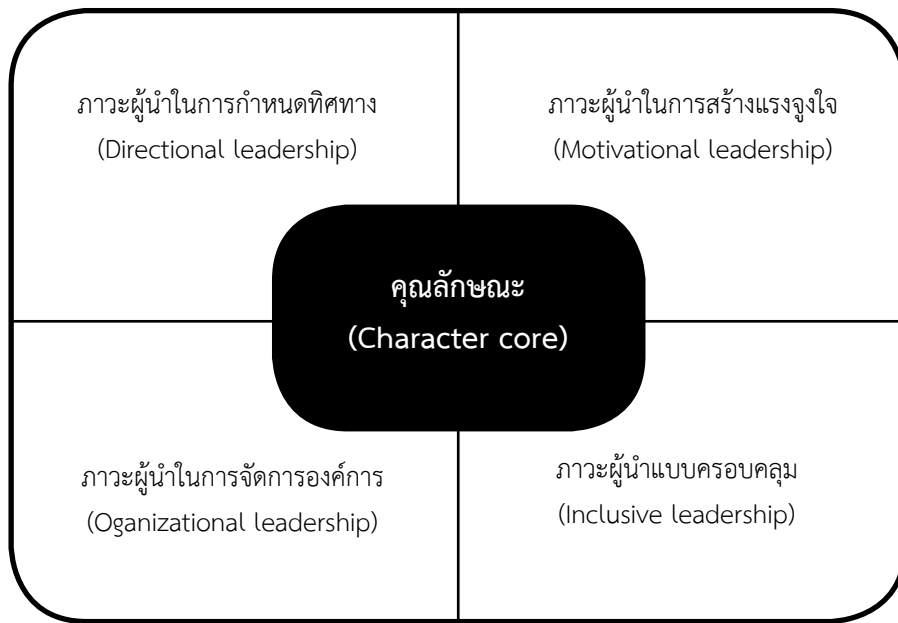 ภาวะผู้นำในการกำหนดทิศทาง
(Directional leadership)
ภาวะผู้นำในการสร้างแรงจูงใจ
(Motivational leadership)
คุณลักษณะ
(Character core)
ภาวะผู้นำในการจัดการองค์การ
(Oganizational leadership)
ภาวะผู้นำแบบครอบคลุม
(Inclusive leadership)